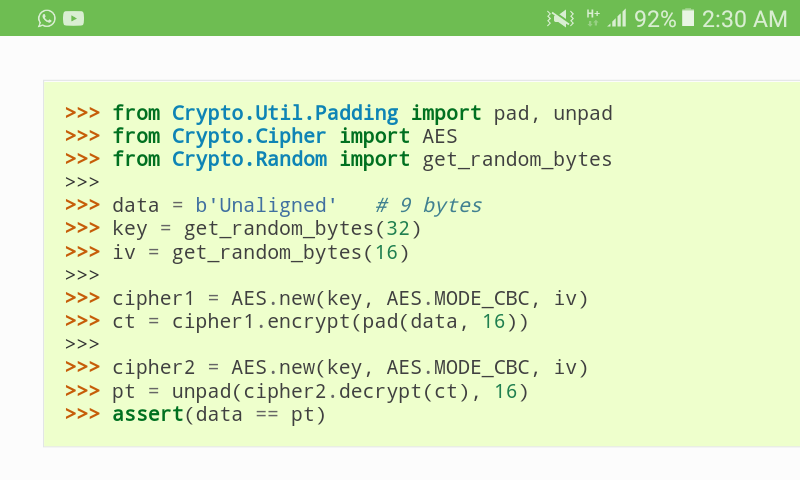 H+ 92% 2:30 AM
>>> from Crypto.Util.Padding import pad, unpad
>>> from Crypto.Cipher import AES
>>> from Crypto.Random import get_random_bytes
>>>
>>> data = b'Unaligned'   # 9 bytes
>>> key = get_random_bytes(32)
>>> iv = get_random_bytes(16)
>>>
>>> cipher1 = AES.new(key, AES.MODE_CBC, iv)
>>> ct = cipher1.encrypt(pad(data, 16))
>>>
>>> cipher2 = AES.new(key, AES.MODE_CBC, iv)
>>> pt = unpad(cipher2.decrypt(ct), 16)
>>> assert(data == pt)